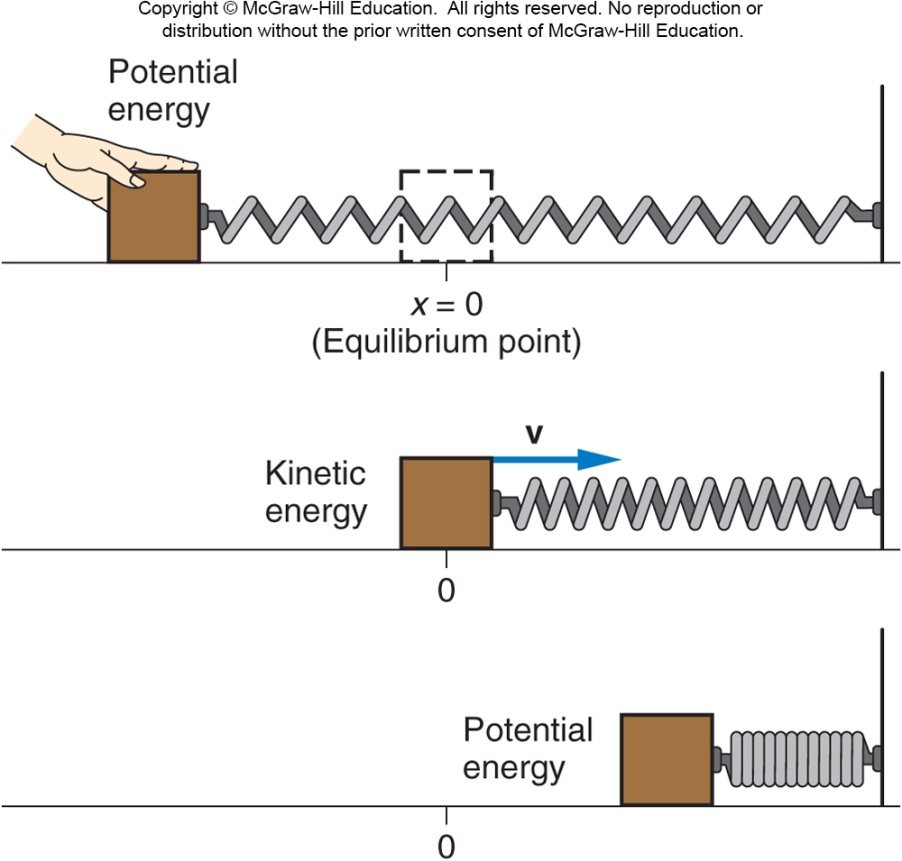 Copyright © McGraw-Hill Education.  All rights reserved. No reproduction or
distribution without the prior written consent of McGraw-Hill Education.
Potential
energy
x = 0
(Equilibrium point)
v
Kinetic
energy
0
Potential
energy
0